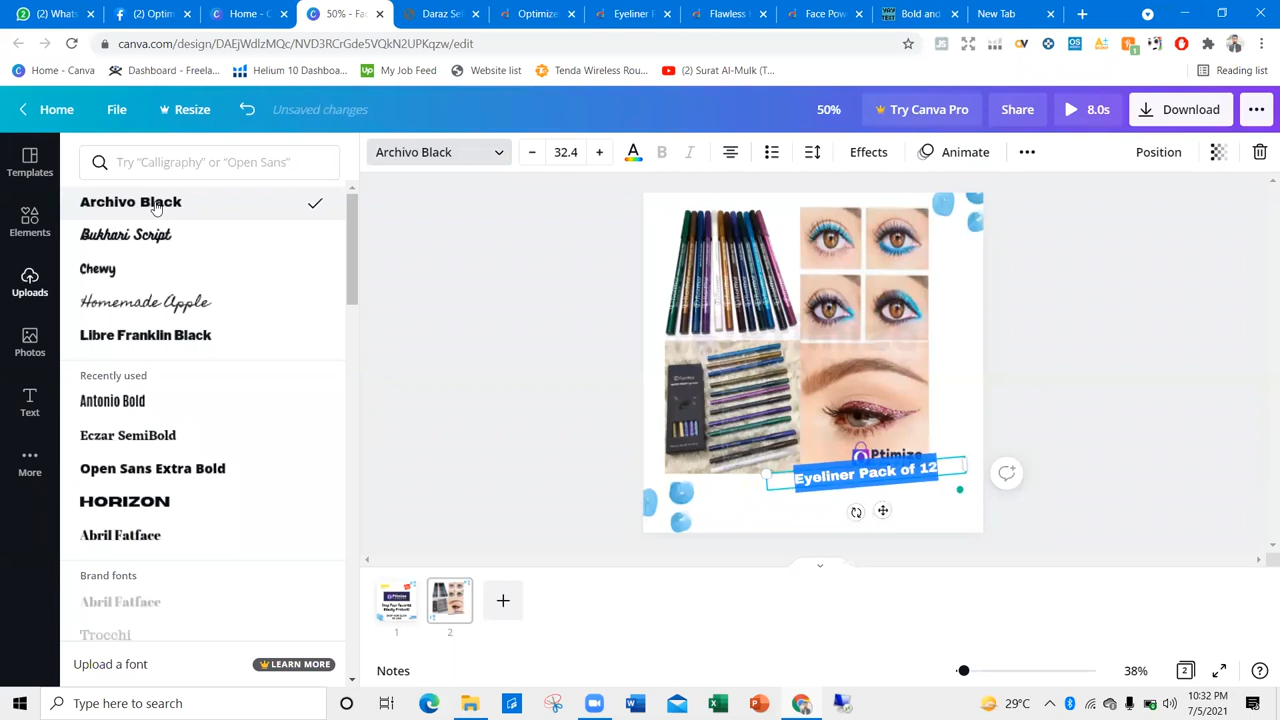 (2) Whats
(2) Optim
Home - C
50% - Fac
Daraz Sel
Optimize
Eyeliner P
Flawless
Face Pow
Bold and
New Tab
canva.com/design/DAEjWdlzMQc/NVD3RCrGde5VQkN2UPKqzw/edit
Home - Canva
Dashboard - Freela...
Helium 10 Dashboa...
My Job Feed
Website list
Tenda Wireless Rou...
(2) Surat Al-Mulk (T...
Reading list
Home
File
Resize
Unsaved changes
50%
Try Canva Pro
Share
8.0s
Download
Templates
Elements
Uploads
Photos
Text
More
Try "Calligraphy" or "Open Sans"
Archivo Black
32.4
B
I
Effects
Animate
Position
Archivo Black
Bukhari Script
Chewy
Homemade Apple
Libre Franklin Black
Recently used
Antonio Bold
Eczar SemiBold
Open Sans Extra Bold
HORIZON
Abril Fatface
Brand fonts
Abril Fatface
Trocchi
Upload a font
LEARN MORE
Ptimize
Eyeliner Pack of 12
1
2
Notes
38%
2
Type here to search
29°C
10:32 PM
7/5/2021